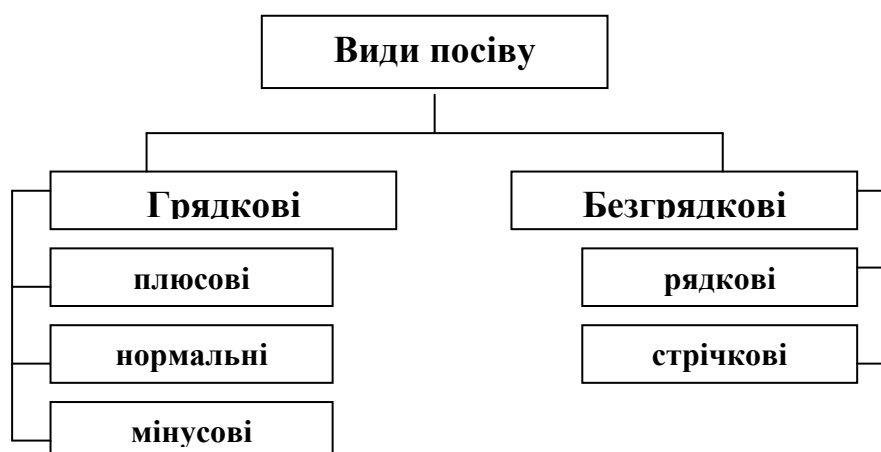 Види посіву
Грядкові
Безгрядкові
плюсові
рядкові
нормальні
стрічкові
мінусові